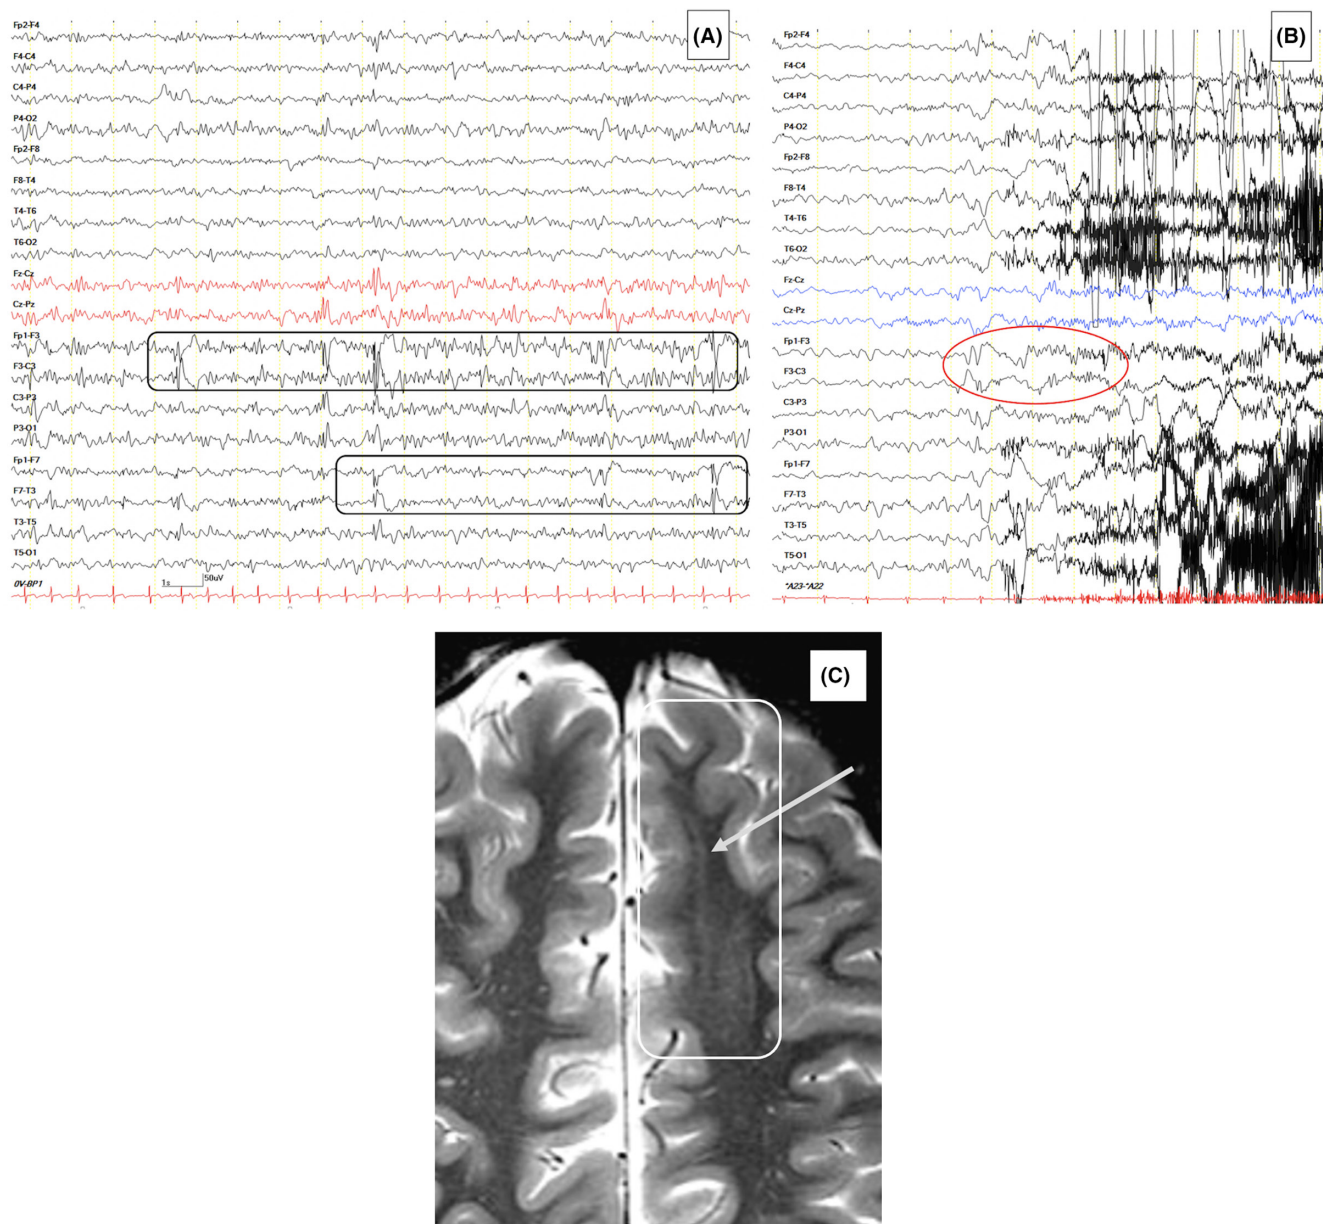 (A)
Fp2-F4
F4-C4
C4-P4
P4-O2
Fp2-F8
F8-T4
T4-T6
T6-O2
Fz-Cz
Cz-Pz
Fp1-F3
F3-C3
C3-P3
P3-O1
Fp1-F7
F7-T3
T3-T5
T5-O1
0V-BP1
1s
50uV
(B)
Fp2-F4
F4-C4
C4-P4
P4-O2
Fp2-F8
F8-T4
T4-T6
T6-O2
Fz-Cz
Cz-Pz
Fp1-F3
F3-C3
C3-P3
P3-O1
Fp1-F7
F7-T3
T3-T5
T5-O1
*A23-*A22
(C)